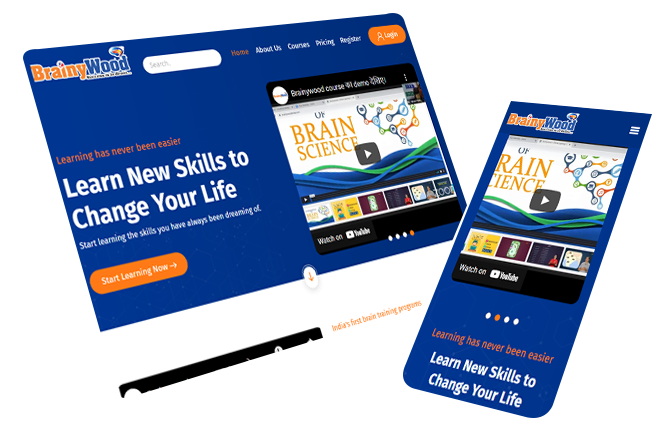 BrainyWood
Search...
Home About Us Courses Pricing Register Login
Learning has never been easier
Learn New Skills to
Change Your Life
Start learning the skills you have always been dreaming of.
Start Learning Now →
Brainywood course का demo देखिए!
OF
BRAIN
SCIENCE
Watch on YouTube
India's first brain training programs
BrainyWood
OF
BRAIN
SCIENCE
Watch on YouTube
Learning has never been easier
Learn New Skills to
Change Your Life